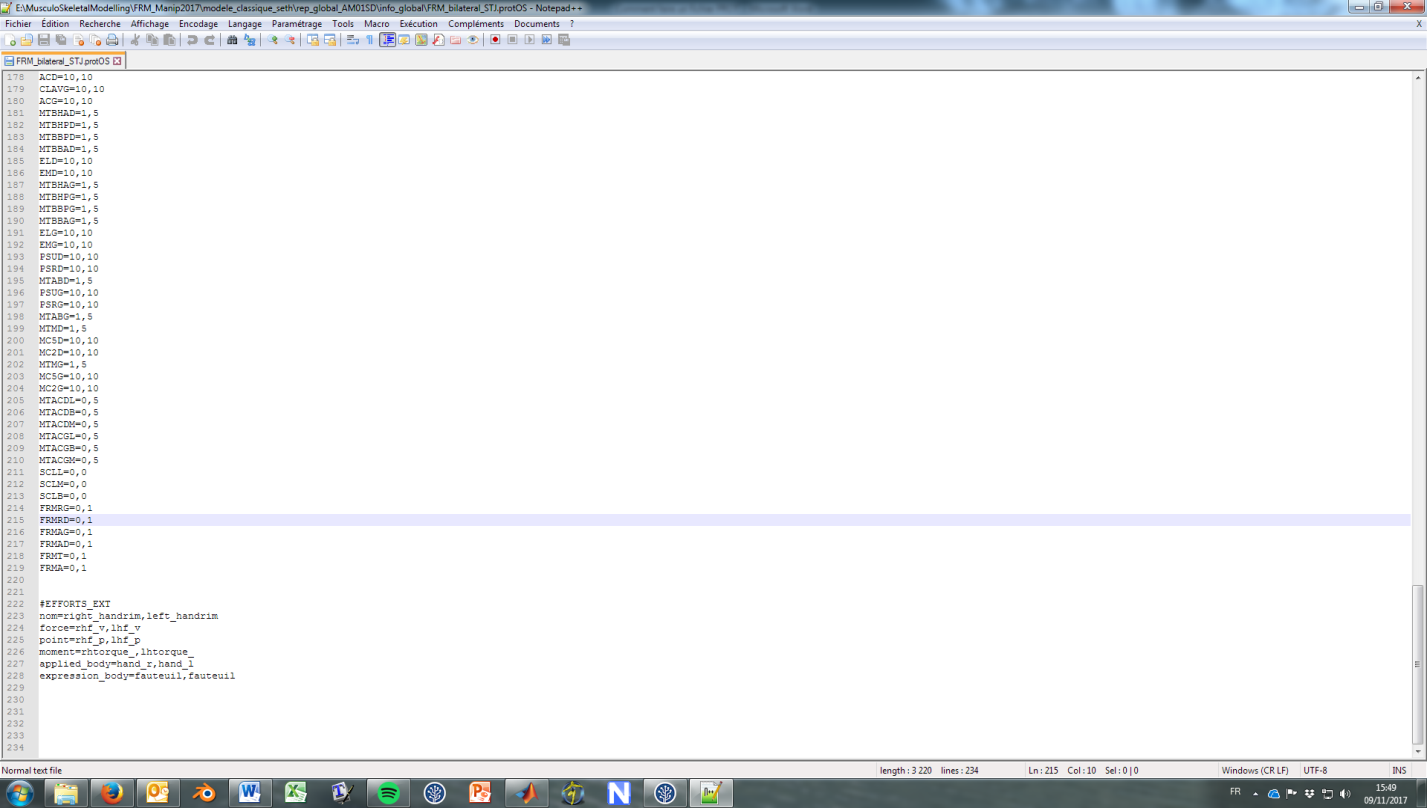 E:\MusculoSkeletalModelling\FRM_Manip2017\modele_classique_seth\rep_global_AM01SD\info_global\FRM_bilateral_STJ.protOS - Notepad++
Fichier Édition Recherche Affichage Encodage Langage Paramétrage Tools Macro Exécution Compléments Documents ? X
FRM_bilateral_STJ.protOS
178 ACD=10,10
179 CLAVG=10,10
180 ACG=10,10
181 MTBHAD=1,5
182 MTBHPD=1,5
183 MTBBPD=1,5
184 MTBBAD=1,5
185 ELD=10,10
186 EMD=10,10
187 MTBHAG=1,5
188 MTBHPG=1,5
189 MTBBPG=1,5
190 MTBBAG=1,5
191 ELG=10,10
192 EMG=10,10
193 PSUD=10,10
194 PSRD=10,10
195 MTABD=1,5
196 PSUG=10,10
197 PSRG=10,10
198 MTABG=1,5
199 MTMD=1,5
200 MC5D=10,10
201 MC2D=10,10
202 MTMG=1,5
203 MC5G=10,10
204 MC2G=10,10
205 MTACDL=0,5
206 MTACDB=0,5
207 MTACDM=0,5
208 MTACGL=0,5
209 MTACGB=0,5
210 MTACGM=0,5
211 SCLL=0,0
212 SCLM=0,0
213 SCLB=0,0
214 FRMRG=0,1
215 FRMRD=0,1
216 FRMAG=0,1
217 FRMAD=0,1
218 FRMT=0,1
219 FRMA=0,1
220
221
222 #EFFORTS_EXT
223 nom=right_handrim,left_handrim
224 force=rhf_v,lhf_v
225 point=rhf_p,lhf_p
226 moment=rhtorque_,lhtorque_
227 applied_body=hand_r,hand_l
228 expression_body=fauteuil,fauteuil
229
230
231
232
233
234
Normal text file length : 3 220 lines : 234 Ln : 215 Col : 10 Sel : 0 | 0 Windows (CR LF) UTF-8 INS
FR 15:49
09/11/2017